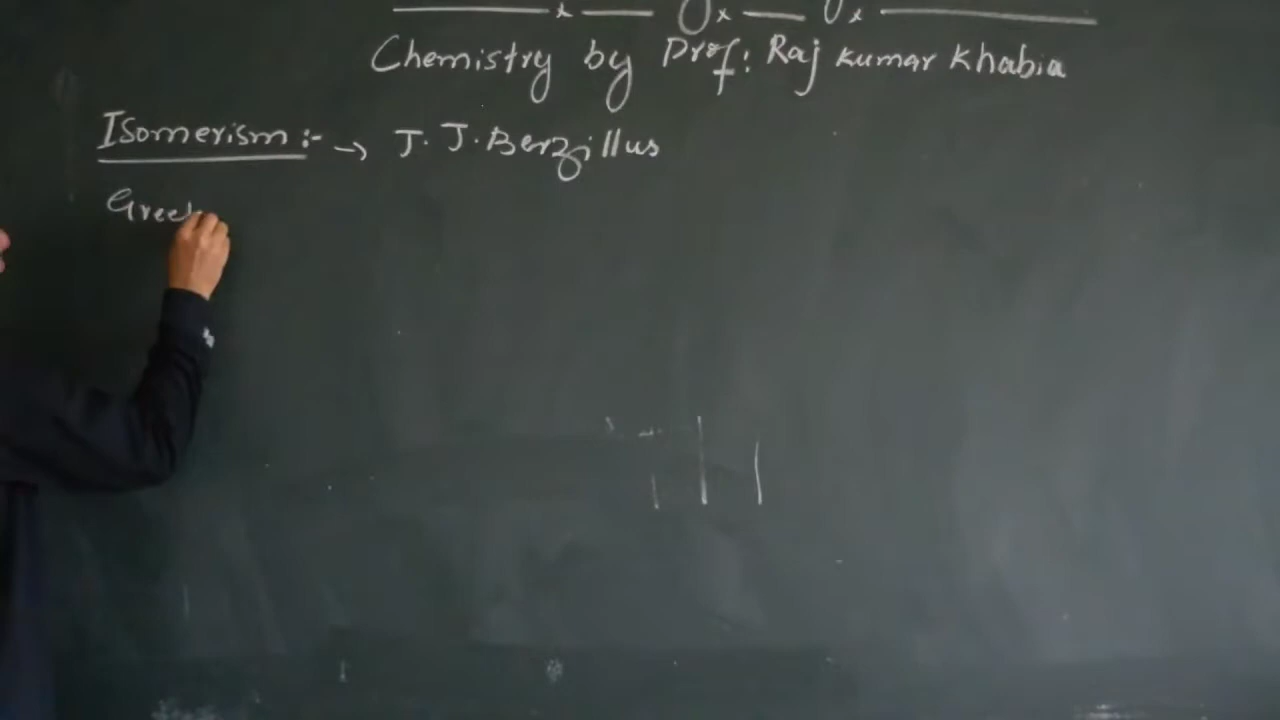 Chemistry by Prof: Raj Kumar Khabia
Isomerism :- → J. J. Berzillus
Greek